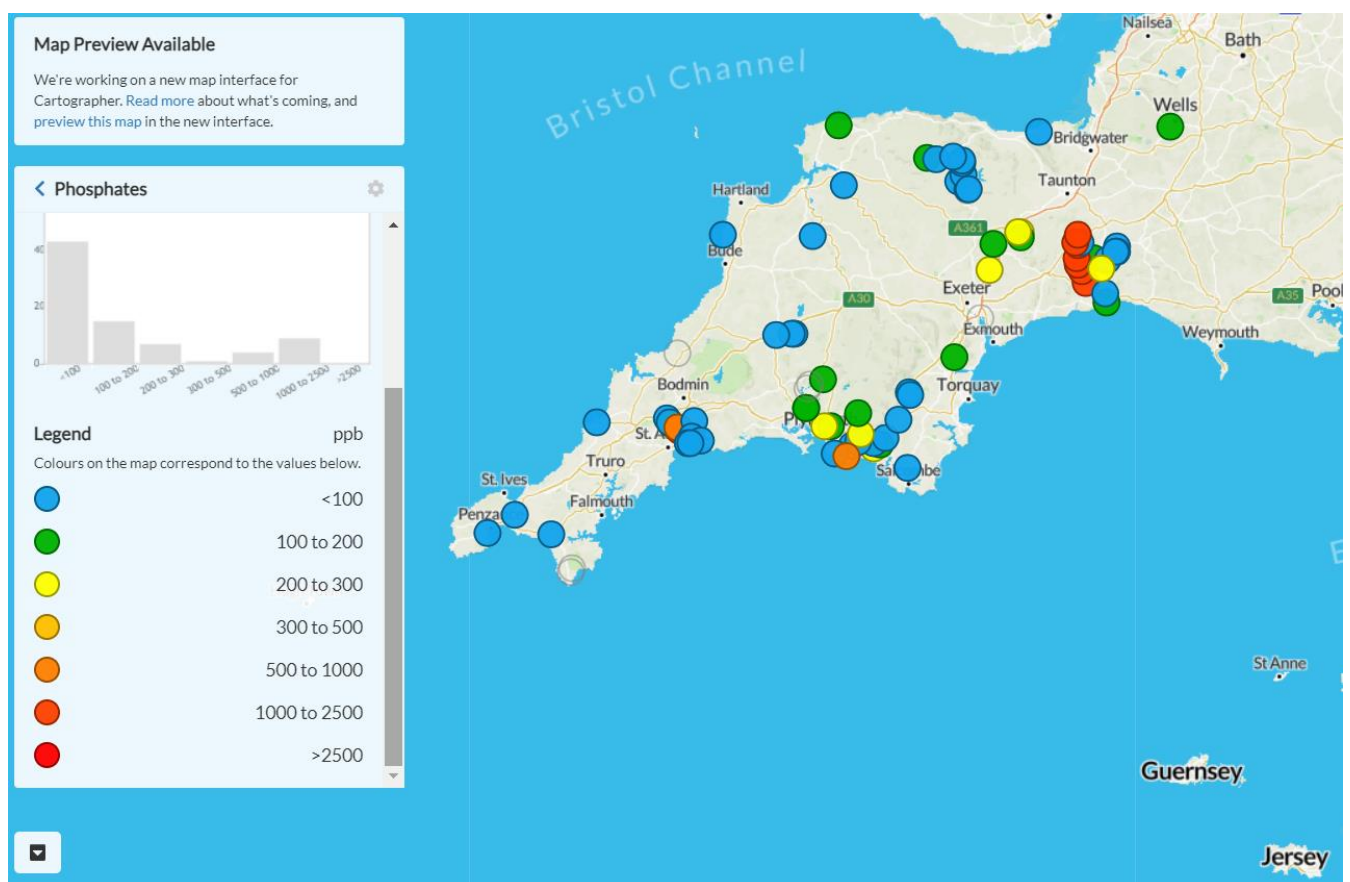 Map Preview Available
We're working on a new map interface for
Cartographer. Read more about what's coming, and
preview this map in the new interface.
Phosphates
40
20
0
<100
100 to 200
200 to 300
300 to 500
500 to 1000
1000 to 2500
>2500
Legend ppb
Colours on the map correspond to the values below.
<100
100 to 200
200 to 300
300 to 500
500 to 1000
1000 to 2500
>2500
Nailsea
Bath
Bristol Channel
Wells
Bridgwater
Taunton
Hartland
A361
Bude
Exeter
A30
A35
Pool
Exmouth
Weymouth
Bodmin
Torquay
Pl
St. A
Truro
Sa be
St. Ives
Falmouth
Penza
E
St Anne
Guernsey
Jersey